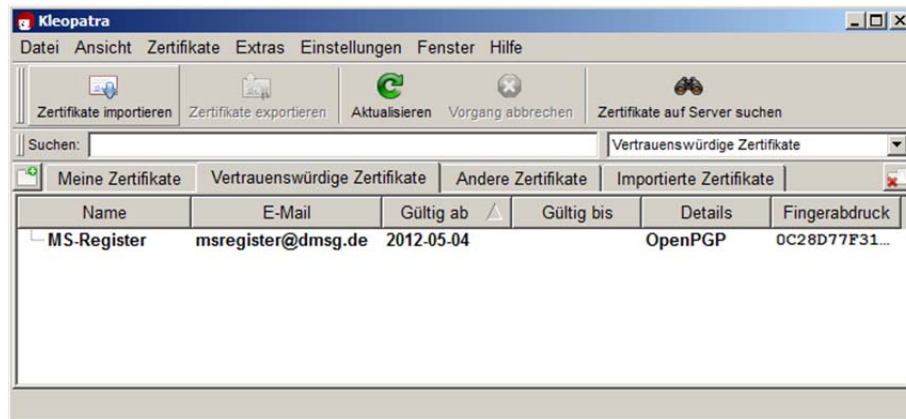 Kleopatra
Datei Ansicht Zertifikate Extras Einstellungen Fenster Hilfe
Zertifikate importieren Zertifikate exportieren Aktualisieren Vorgang abbrechen Zertifikate auf Server suchen
Suchen: Vertrauenswürdige Zertifikate
Meine Zertifikate Vertrauenswürdige Zertifikate Andere Zertifikate Importierte Zertifikate
Name E-Mail Gültig ab Gültig bis Details Fingerabdruck
MS-Register msregister@dmsg.de 2012-05-04 OpenPGP 0C28D77F31...